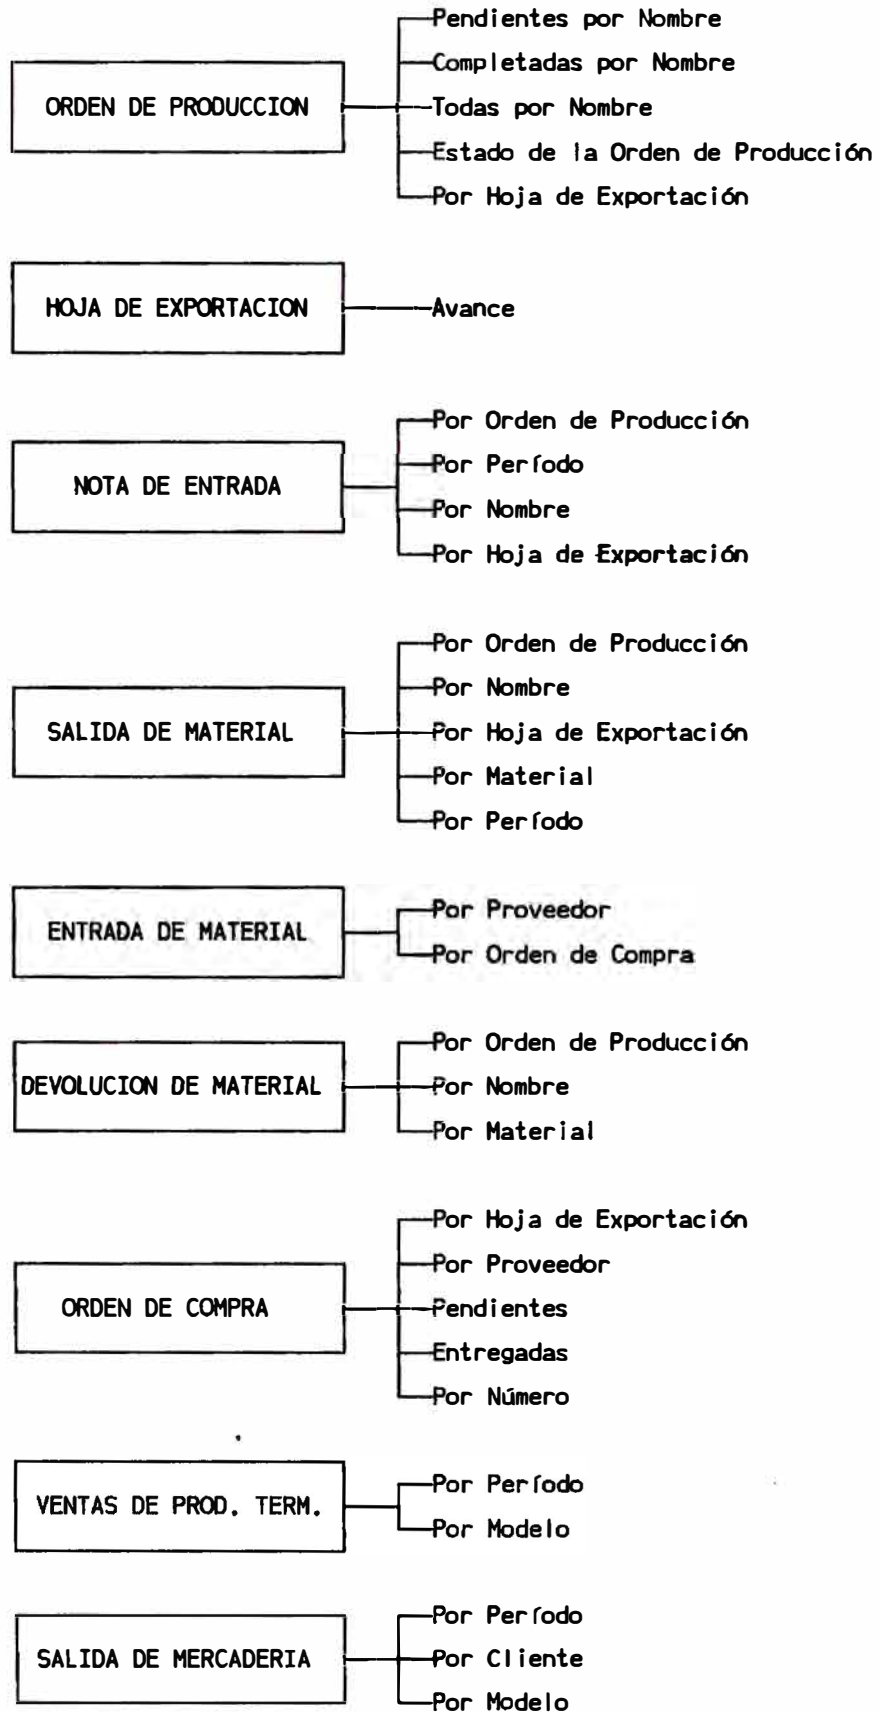 Pendientes por Nombre
Completadas por Nombre
ORDEN DE PRODUCCION
Todas por Nombre
Estado de la Orden de Producción
Por Hoja de Exportación
HOJA DE EXPORTACION
Avance
Por Orden de Producción
Por Período
NOTA DE ENTRADA
Por Nombre
Por Hoja de Exportación
Por Orden de Producción
Por Nombre
SALIDA DE MATERIAL
Por Hoja de Exportación
Por Material
Por Período
Por Proveedor
ENTRADA DE MATERIAL
Por Orden de Compra
Por Orden de Producción
DEVOLUCION DE MATERIAL
Por Nombre
Por Material
Por Hoja de Exportación
Por Proveedor
ORDEN DE COMPRA
Pendientes
Entregadas
Por Número
Por Período
VENTAS DE PROD. TERM.
Por Modelo
Por Período
SALIDA DE MERCADERIA
Por Cliente
Por Modelo